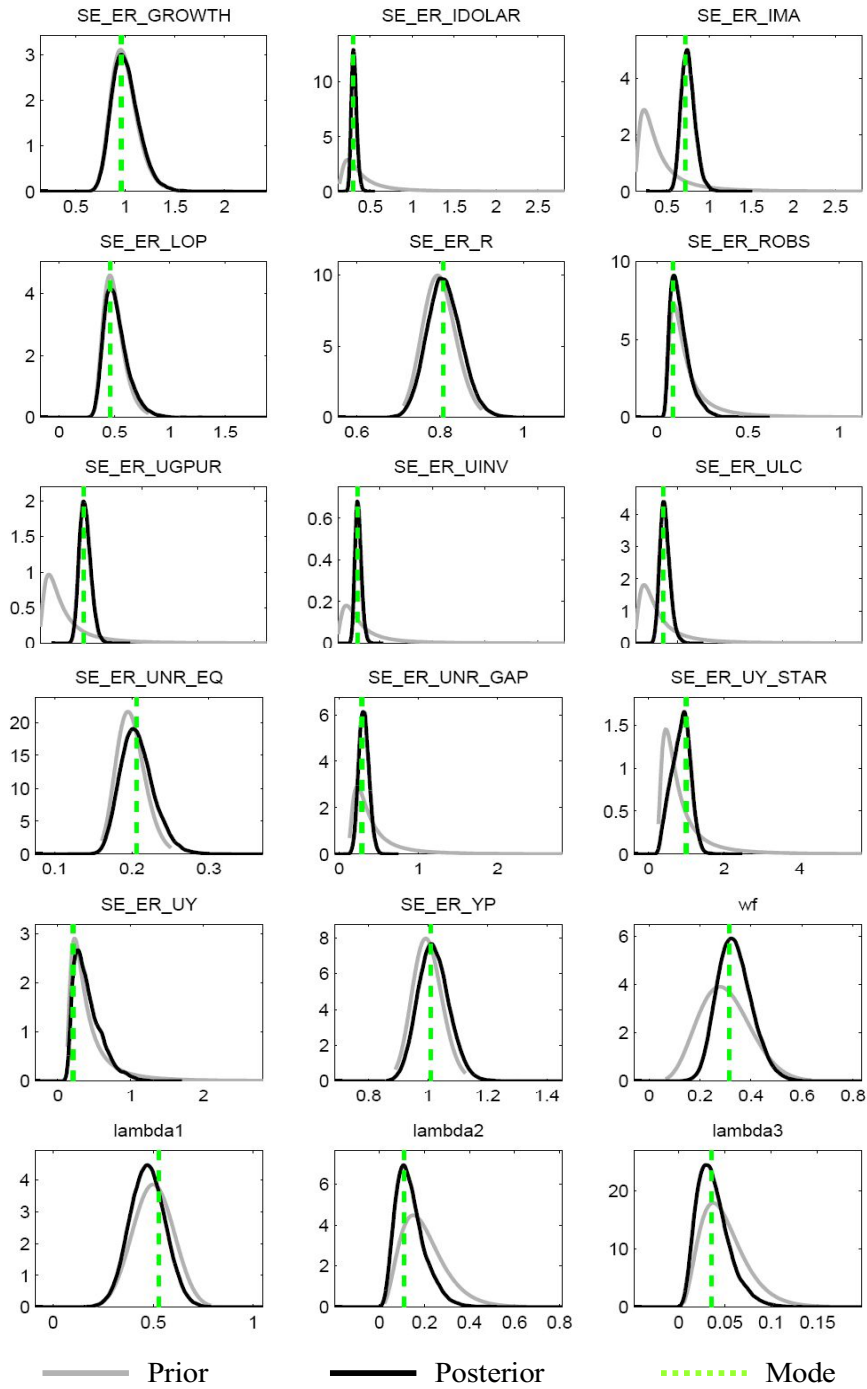 SE_ER_GROWTH SE_ER_IDOLAR SE_ER_IMA
3 2 1 0
10 5 0
4 2 0
0.5 1 1.5 2
0.5 1 1.5 2 2.5
0.5 1 1.5 2 2.5
SE_ER_LOP SE_ER_R SE_ER_ROBS
4 2 0
10 5 0
10 5 0
0 0.5 1 1.5
0.6 0.8 1
0 0.5 1
SE_ER_UGPUR SE_ER_UINV SE_ER_ULC
2 1.5 1 0.5 0
0.6 0.4 0.2 0
4 3 2 1 0
SE_ER_UNR_EQ SE_ER_UNR_GAP SE_ER_UY_STAR
20 15 10 5 0
6 4 2 0
1.5 1 0.5 0
0.1 0.2 0.3
0 1 2
0 2 4
SE_ER_UY SE_ER_YP wf
3 2 1 0
8 6 4 2 0
6 4 2 0
0 1 2
0.8 1 1.2 1.4
0 0.2 0.4 0.6 0.8
lambda1 lambda2 lambda3
5 4 3 2 1 0
6 4 2 0
20 10 0
0 0.5 1
0 0.2 0.4 0.6 0.8
0 0.05 0.1 0.15
Prior Posterior Mode